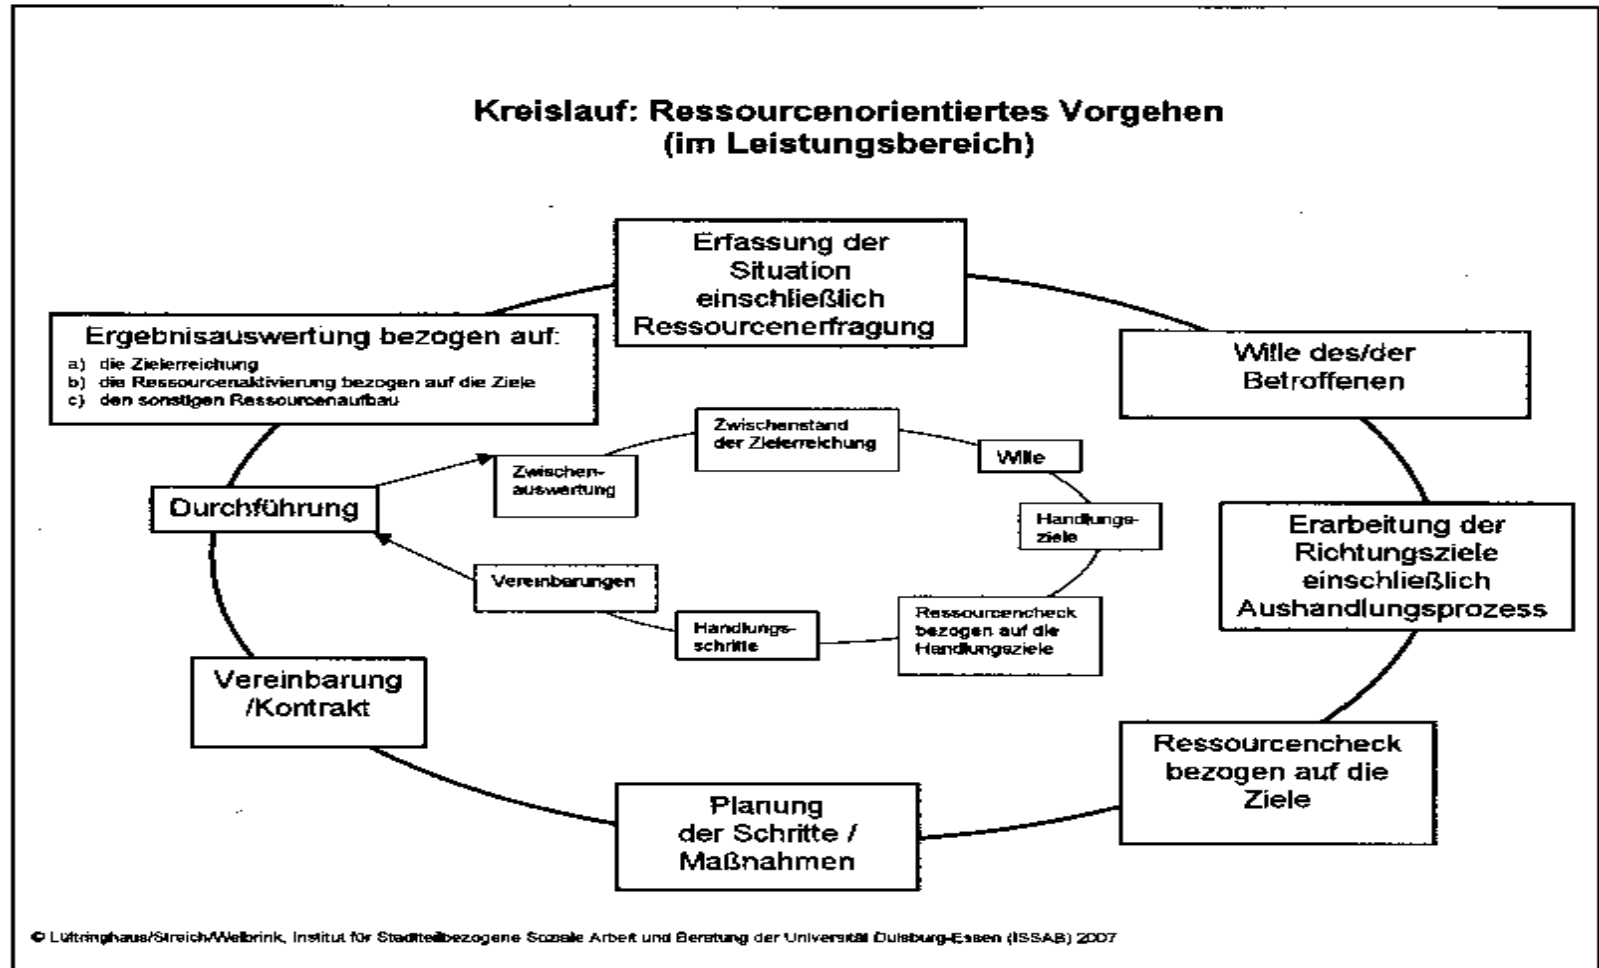 Kreislauf: Ressourcenorientiertes Vorgehen
(im Leistungsbereich)
Erfassung der
Situation
einschließlich
Ressourcenerfragung
Wille des/der
Betroffenen
Erarbeitung der
Richtungsziele
einschließlich
Aushandlungsprozess
Ressourcencheck
bezogen auf die
Ziele
Planung
der Schritte /
Maßnahmen
Vereinbarung
/Kontrakt
Durchführung
Ergebnisauswertung bezogen auf:
a) die Zielerreichung
b) die Ressourcenaktivierung bezogen auf die Ziele
c) den sonstigen Ressourcenaufbau
Zwischen-
auswertung
Zwischenstand
der Zielerreichung
Wille
Handlungs-
ziele
Ressourcencheck
bezogen auf die
Handlungsziele
Handlungs-
schritte
Vereinbarungen
© Lüttringhaus/Streich/Welbrink, Institut für Stadtteilbezogene Soziale Arbeit und Beratung der Universität Duisburg-Essen (ISSAB) 2007